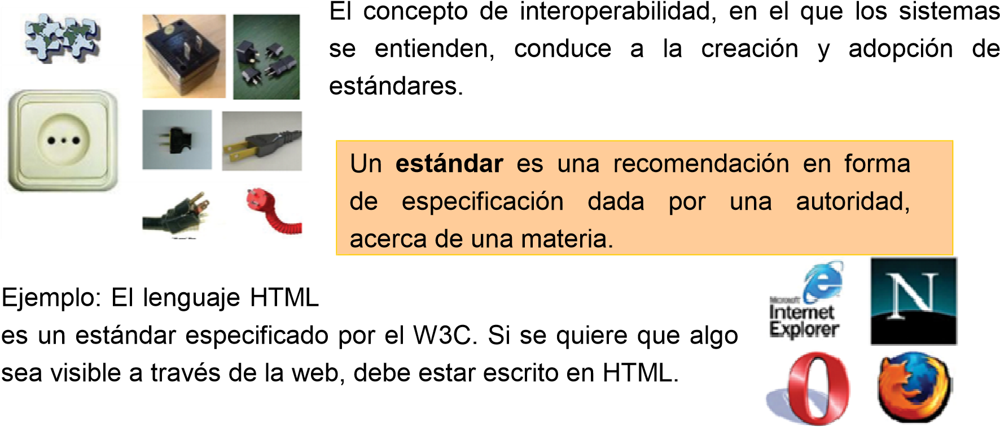 El concepto de interoperabilidad, en el que los sistemas
se entienden, conduce a la creación y adopción de
estándares.
Un estándar es una recomendación en forma
de especificación dada por una autoridad,
acerca de una materia.
Ejemplo: El lenguaje HTML
es un estándar especificado por el W3C. Si se quiere que algo
sea visible a través de la web, debe estar escrito en HTML.
Microsoft
Internet
Explorer
N